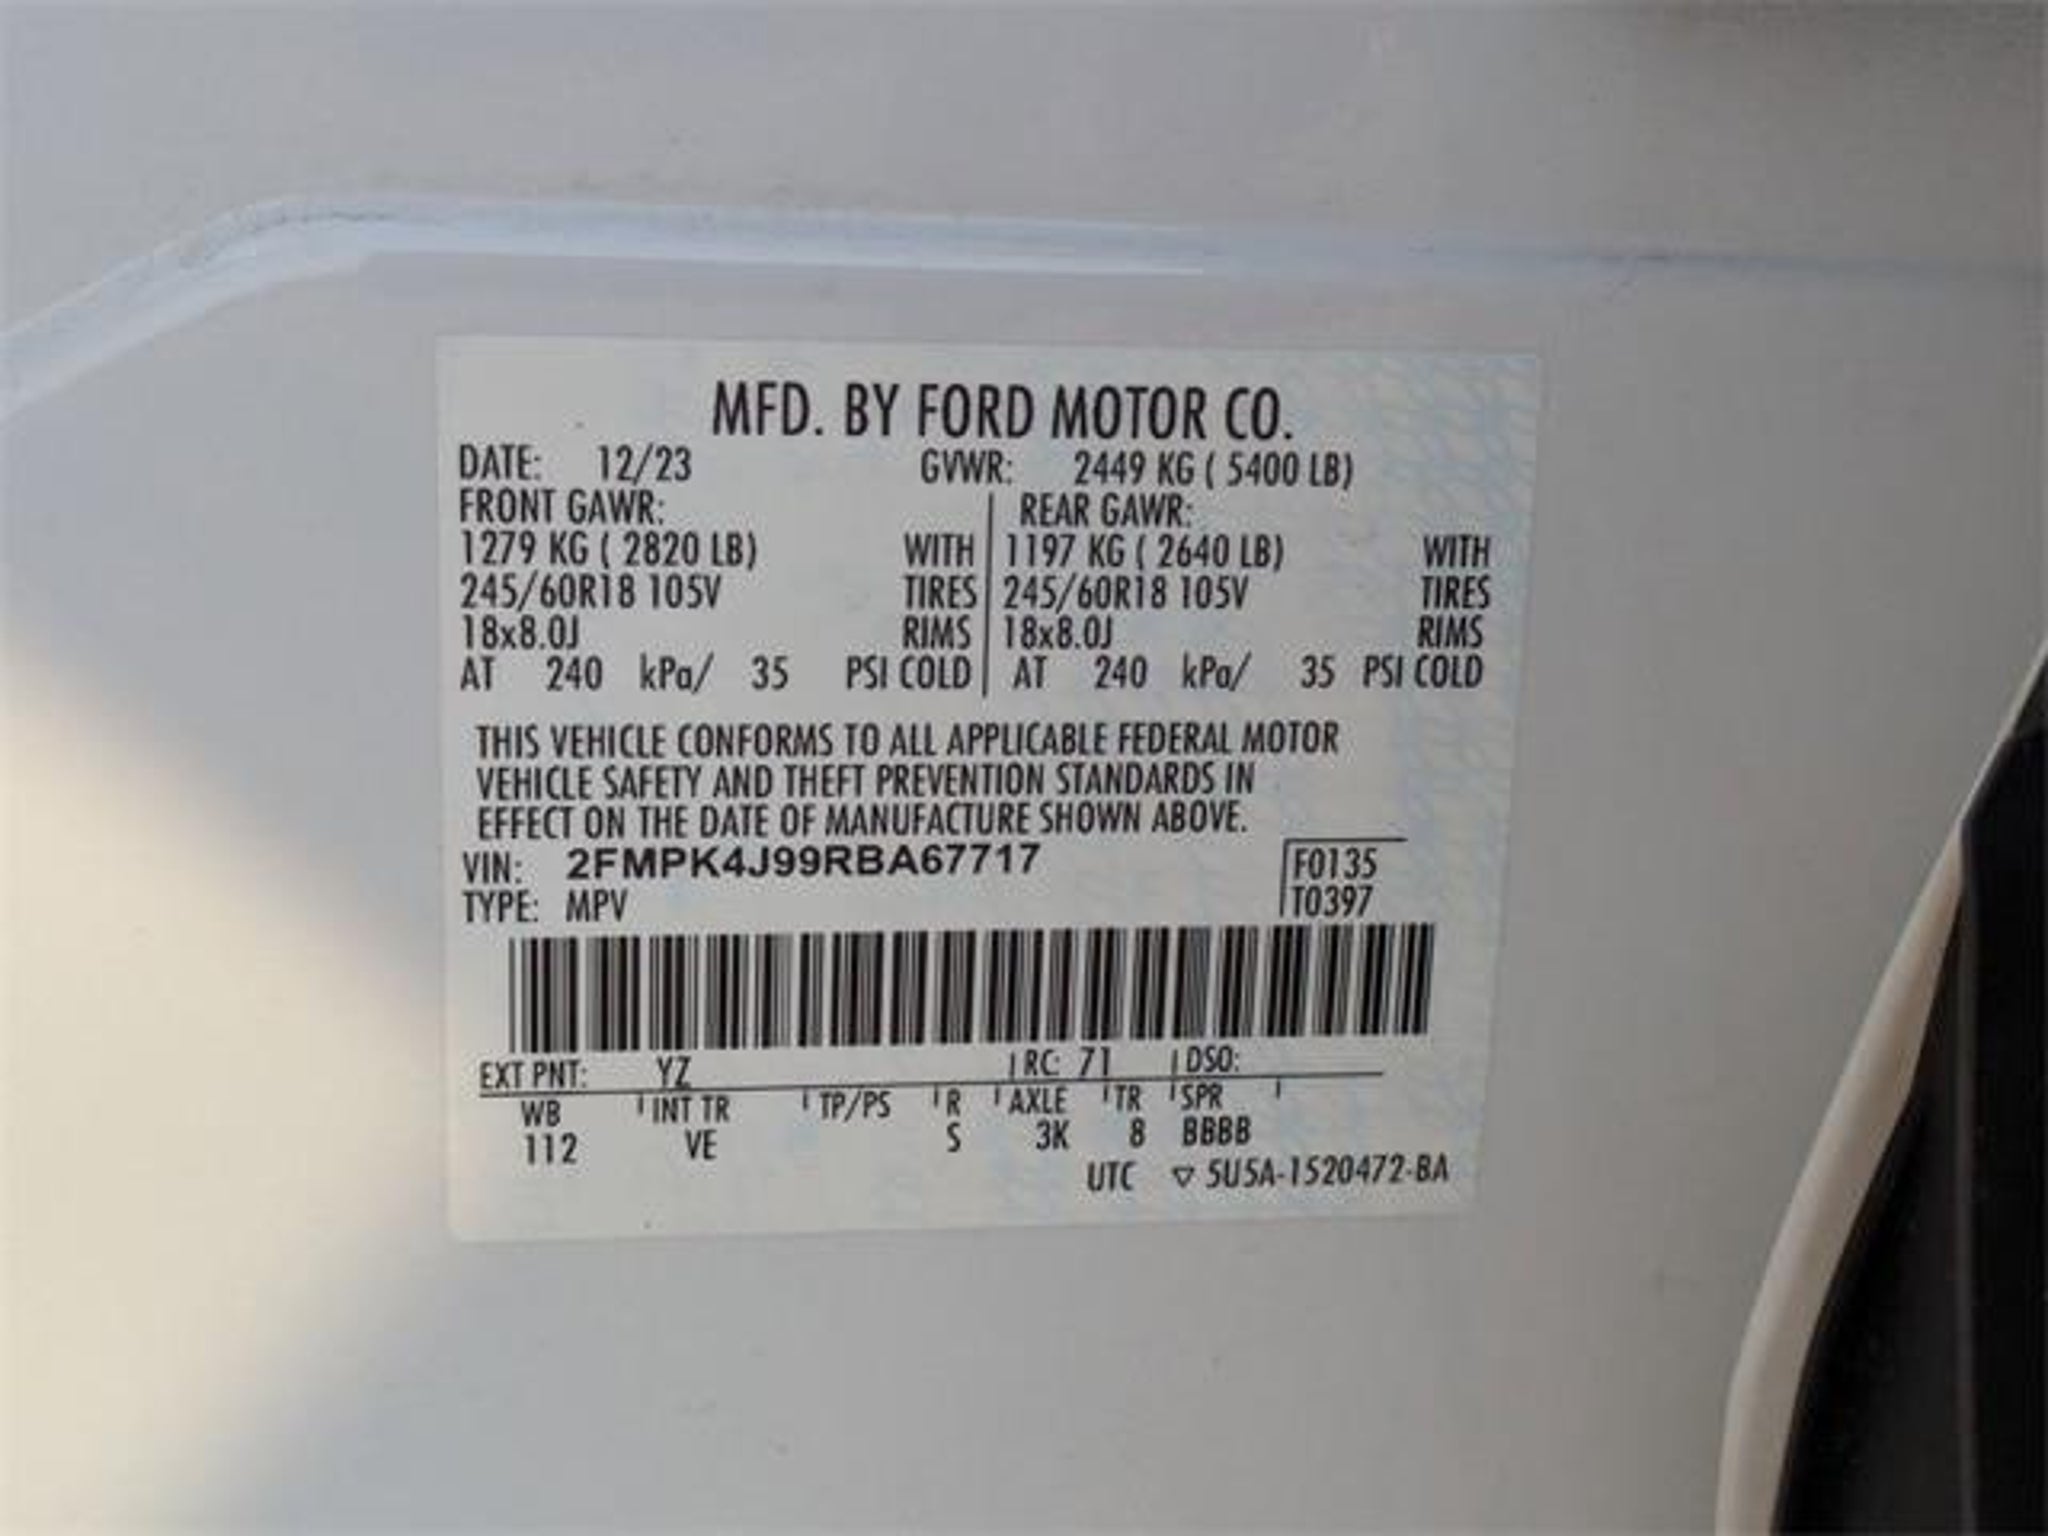 MFD. BY FORD MOTOR CO.
DATE: 12/23 GVWR: 2449 KG ( 5400 LB)
FRONT GAWR: REAR GAWR:
1279 KG ( 2820 LB) WITH 1197 KG ( 2640 LB) WITH
245/60R18 105V TIRES 245/60R18 105V TIRES
18x8.0J RIMS 18x8.0J RIMS
AT 240 kPa/ 35 PSI COLD AT 240 kPa/ 35 PSI COLD
THIS VEHICLE CONFORMS TO ALL APPLICABLE FEDERAL MOTOR
VEHICLE SAFETY AND THEFT PREVENTION STANDARDS IN
EFFECT ON THE DATE OF MANUFACTURE SHOWN ABOVE.
VIN: 2FMPK4J99RBA67717 F0135
TYPE: MPV T0397
EXT PNT: YZ RC: 71 DSO:
WB INT TR TP/PS R AXLE TR SPR
112 VE S 3K 8 BBBB
UTC ▽ 5U5A-1520472-BA